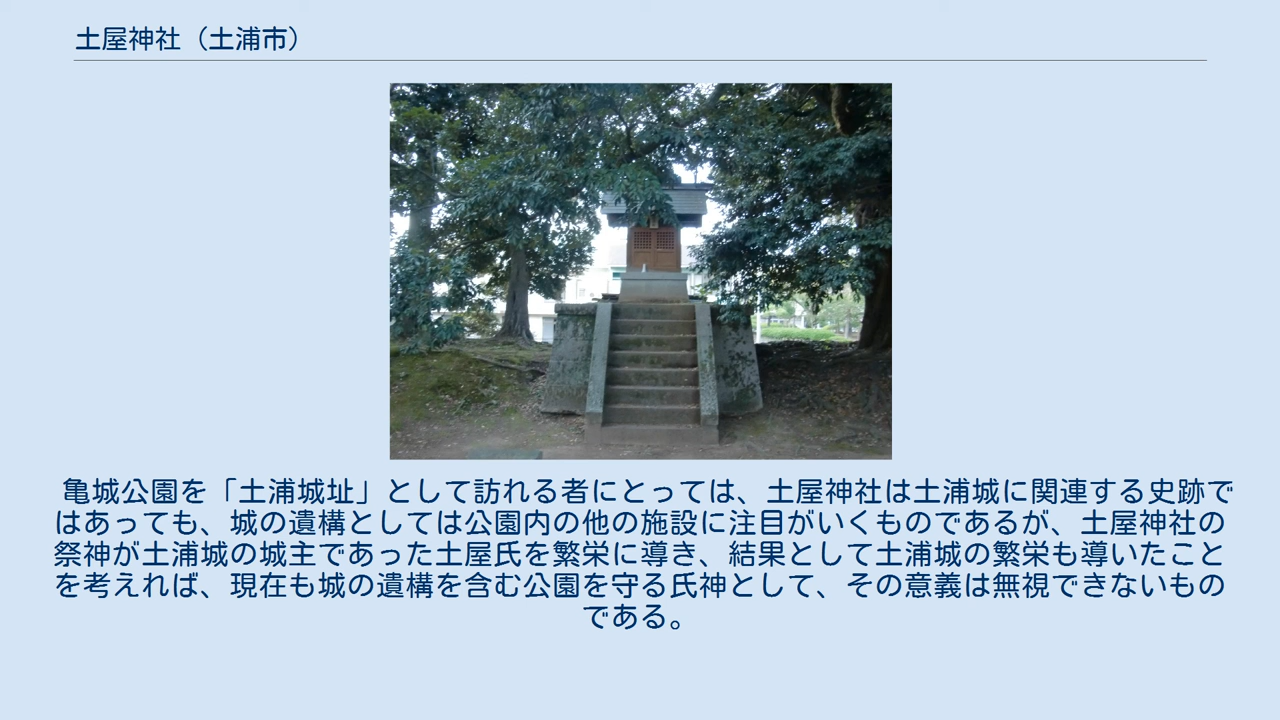 土屋神社（土浦市）
亀城公園を「土浦城址」として訪れる者にとっては、土屋神社は土浦城に関連する史跡で
はあっても、城の遺構としては公園内の他の施設に注目がいくものであるが、土屋神社の
祭神が土浦城の城主であった土屋氏を繁栄に導き、結果として土浦城の繁栄も導いたこと
を考えれば、現在も城の遺構を含む公園を守る氏神として、その意義は無視できないもの
である。